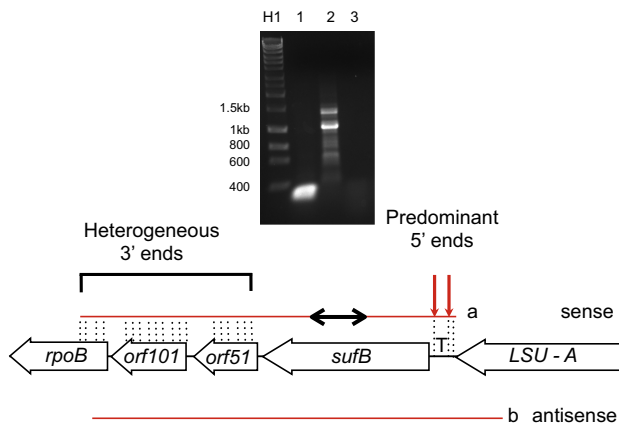 H1 1 2 3
1.5kb
1kb
800
600
400
Heterogeneous
3’ ends
Predominant
5’ ends
a sense
rpoB orf101 orf51 sufB T LSU - A
b antisense